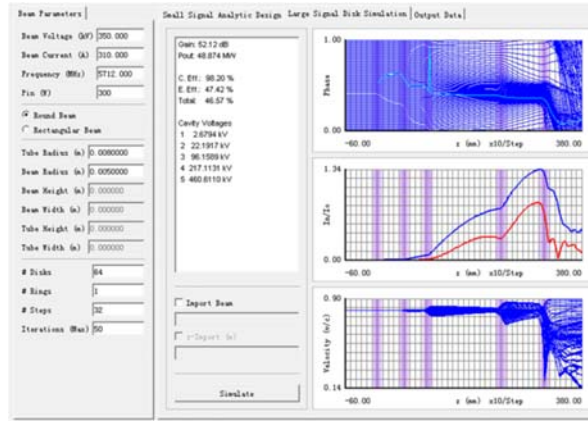 Beam Parameters
Beam Voltage (kV) 350.000
Beam Current (A) 310.000
Frequency (MHz) 5712.000
Pin (W) 300
Round Beam
Rectangular Beam
Tube Radius (m) 0.0080000
Beam Radius (m) 0.0050000
Beam Height (m) 0.000000
Beam Width (m) 0.000000
Tube Height (m) 0.000000
Tube Width (m) 0.000000
# Disks 64
# Rings 1
# Steps 32
Iterations (Max) 50
Small Signal Analytic Design Large Signal Disk Simulation Output Data
Gain: 52.12 dB
Pout: 48.874 MW
C. Eff.: 98.20 %
E. Eff.: 47.42 %
Total: 46.57 %
Cavity Voltages
1 2.6794 kV
2 22.1917 kV
3 96.1589 kV
4 217.1131 kV
5 460.6110 kV
Import Beam
r-Import (m)
Simulate
1.00
Phase
0.00
-60.00 z (mm) x10/Step 380.00
1.34
In/Io
0.00
-60.00 z (mm) x10/Step 380.00
0.90
Velocity (v/c)
0.14
-60.00 z (mm) x10/Step 380.00